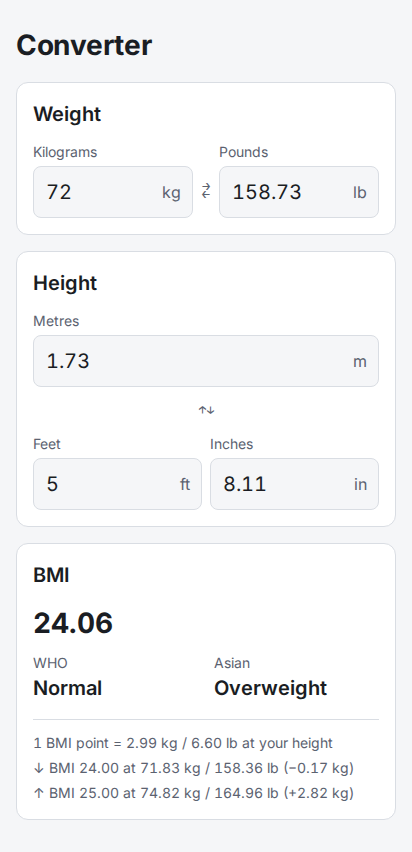 Converter
Weight
Kilograms Pounds
72 kg ⇄ 158.73 lb
Height
Metres
1.73 m
↑↓
Feet Inches
5 ft 8.11 in
BMI
24.06
WHO Asian
Normal Overweight
1 BMI point = 2.99 kg / 6.60 lb at your height
↓ BMI 24.00 at 71.83 kg / 158.36 lb (−0.17 kg)
↑ BMI 25.00 at 74.82 kg / 164.96 lb (+2.82 kg)